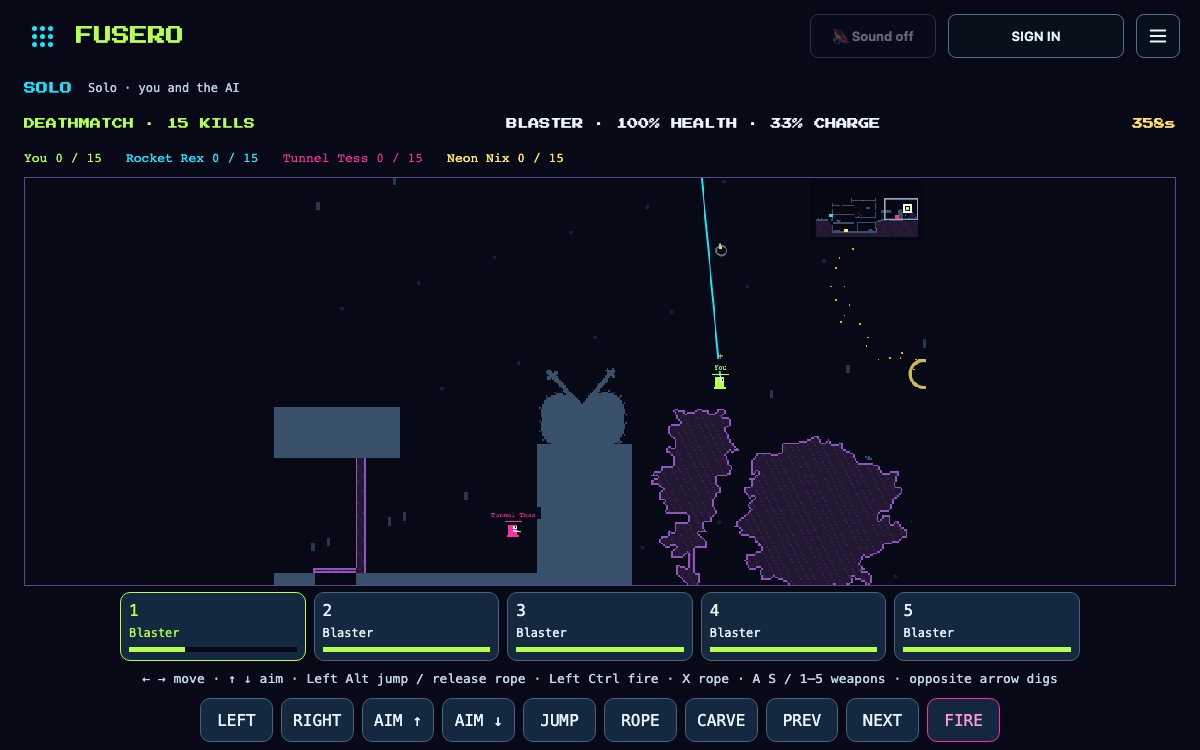 FUSERO
Sound off
SIGN IN
SOLO Solo · you and the AI
DEATHMATCH · 15 KILLS
BLASTER · 100% HEALTH · 33% CHARGE
358s
You 0 / 15 Rocket Rex 0 / 15 Tunnel Tess 0 / 15 Neon Nix 0 / 15
You
Tunnel Tess
1 2 3 4 5
Blaster Blaster Blaster Blaster Blaster
← → move · ↑ ↓ aim · Left Alt jump / release rope · Left Ctrl fire · X rope · A S / 1–5 weapons · opposite arrow digs
LEFT RIGHT AIM ↑ AIM ↓ JUMP ROPE CARVE PREV NEXT FIRE